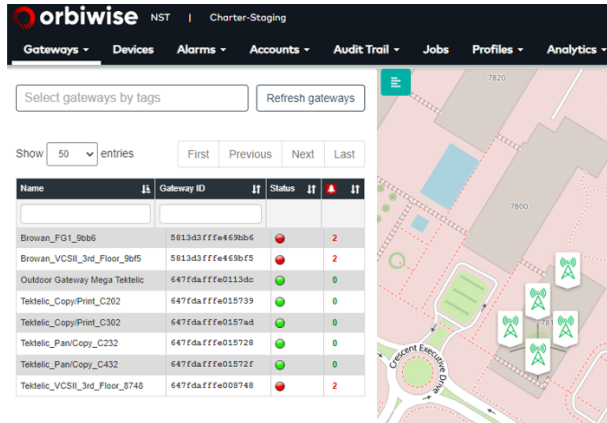 orbiwise NST | Charter-Staging
Gateways Devices Alarms Accounts Audit Trail Jobs Profiles Analytics
Select gateways by tags Refresh gateways
Show 50 entries First Previous Next Last
Name Gateway ID Status
Browan_FG1_9bb6 5813d3fffe469bb6 2
Browan_VCSII_3rd_Floor_9bf5 5813d3fffe469bf5 2
Outdoor Gateway Mega Tektelic 647fdafffe0113dc 0
Tektelic_Copy/Print_C202 647fdafffe015739 0
Tektelic_Copy/Print_C302 647fdafffe0157ad 0
Tektelic_Pan/Copy_C232 647fdafffe015728 0
Tektelic_Pan/Copy_C432 647fdafffe01572f 0
Tektelic_VCSII_3rd_Floor_8748 647fdafffe008748 2
7820
7800
781
Crescent Executive Drive